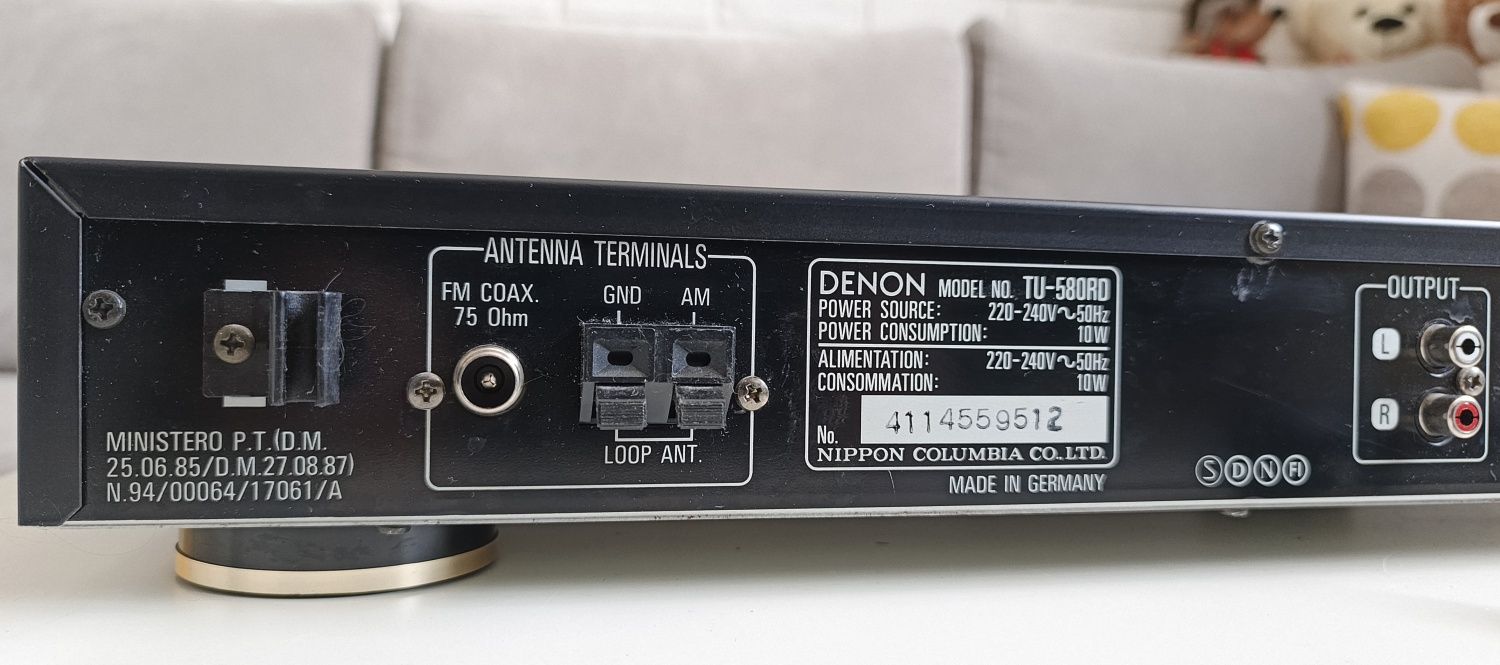 ANTENNA TERMINALS
FM COAX.
75 Ohm
GND
AM
LOOP ANT.
MINISTERO P.T.(D.M.
25.06.85/D.M.27.08.87)
N.94/00064/17061/A
DENON MODEL NO. TU-580RD
POWER SOURCE: 220-240V～50Hz
POWER CONSUMPTION: 10W
ALIMENTATION: 220-240V～50Hz
CONSOMMATION: 10W
No. 4114559512
NIPPON COLUMBIA CO. LTD.
MADE IN GERMANY
S D N FI
OUTPUT
L
R